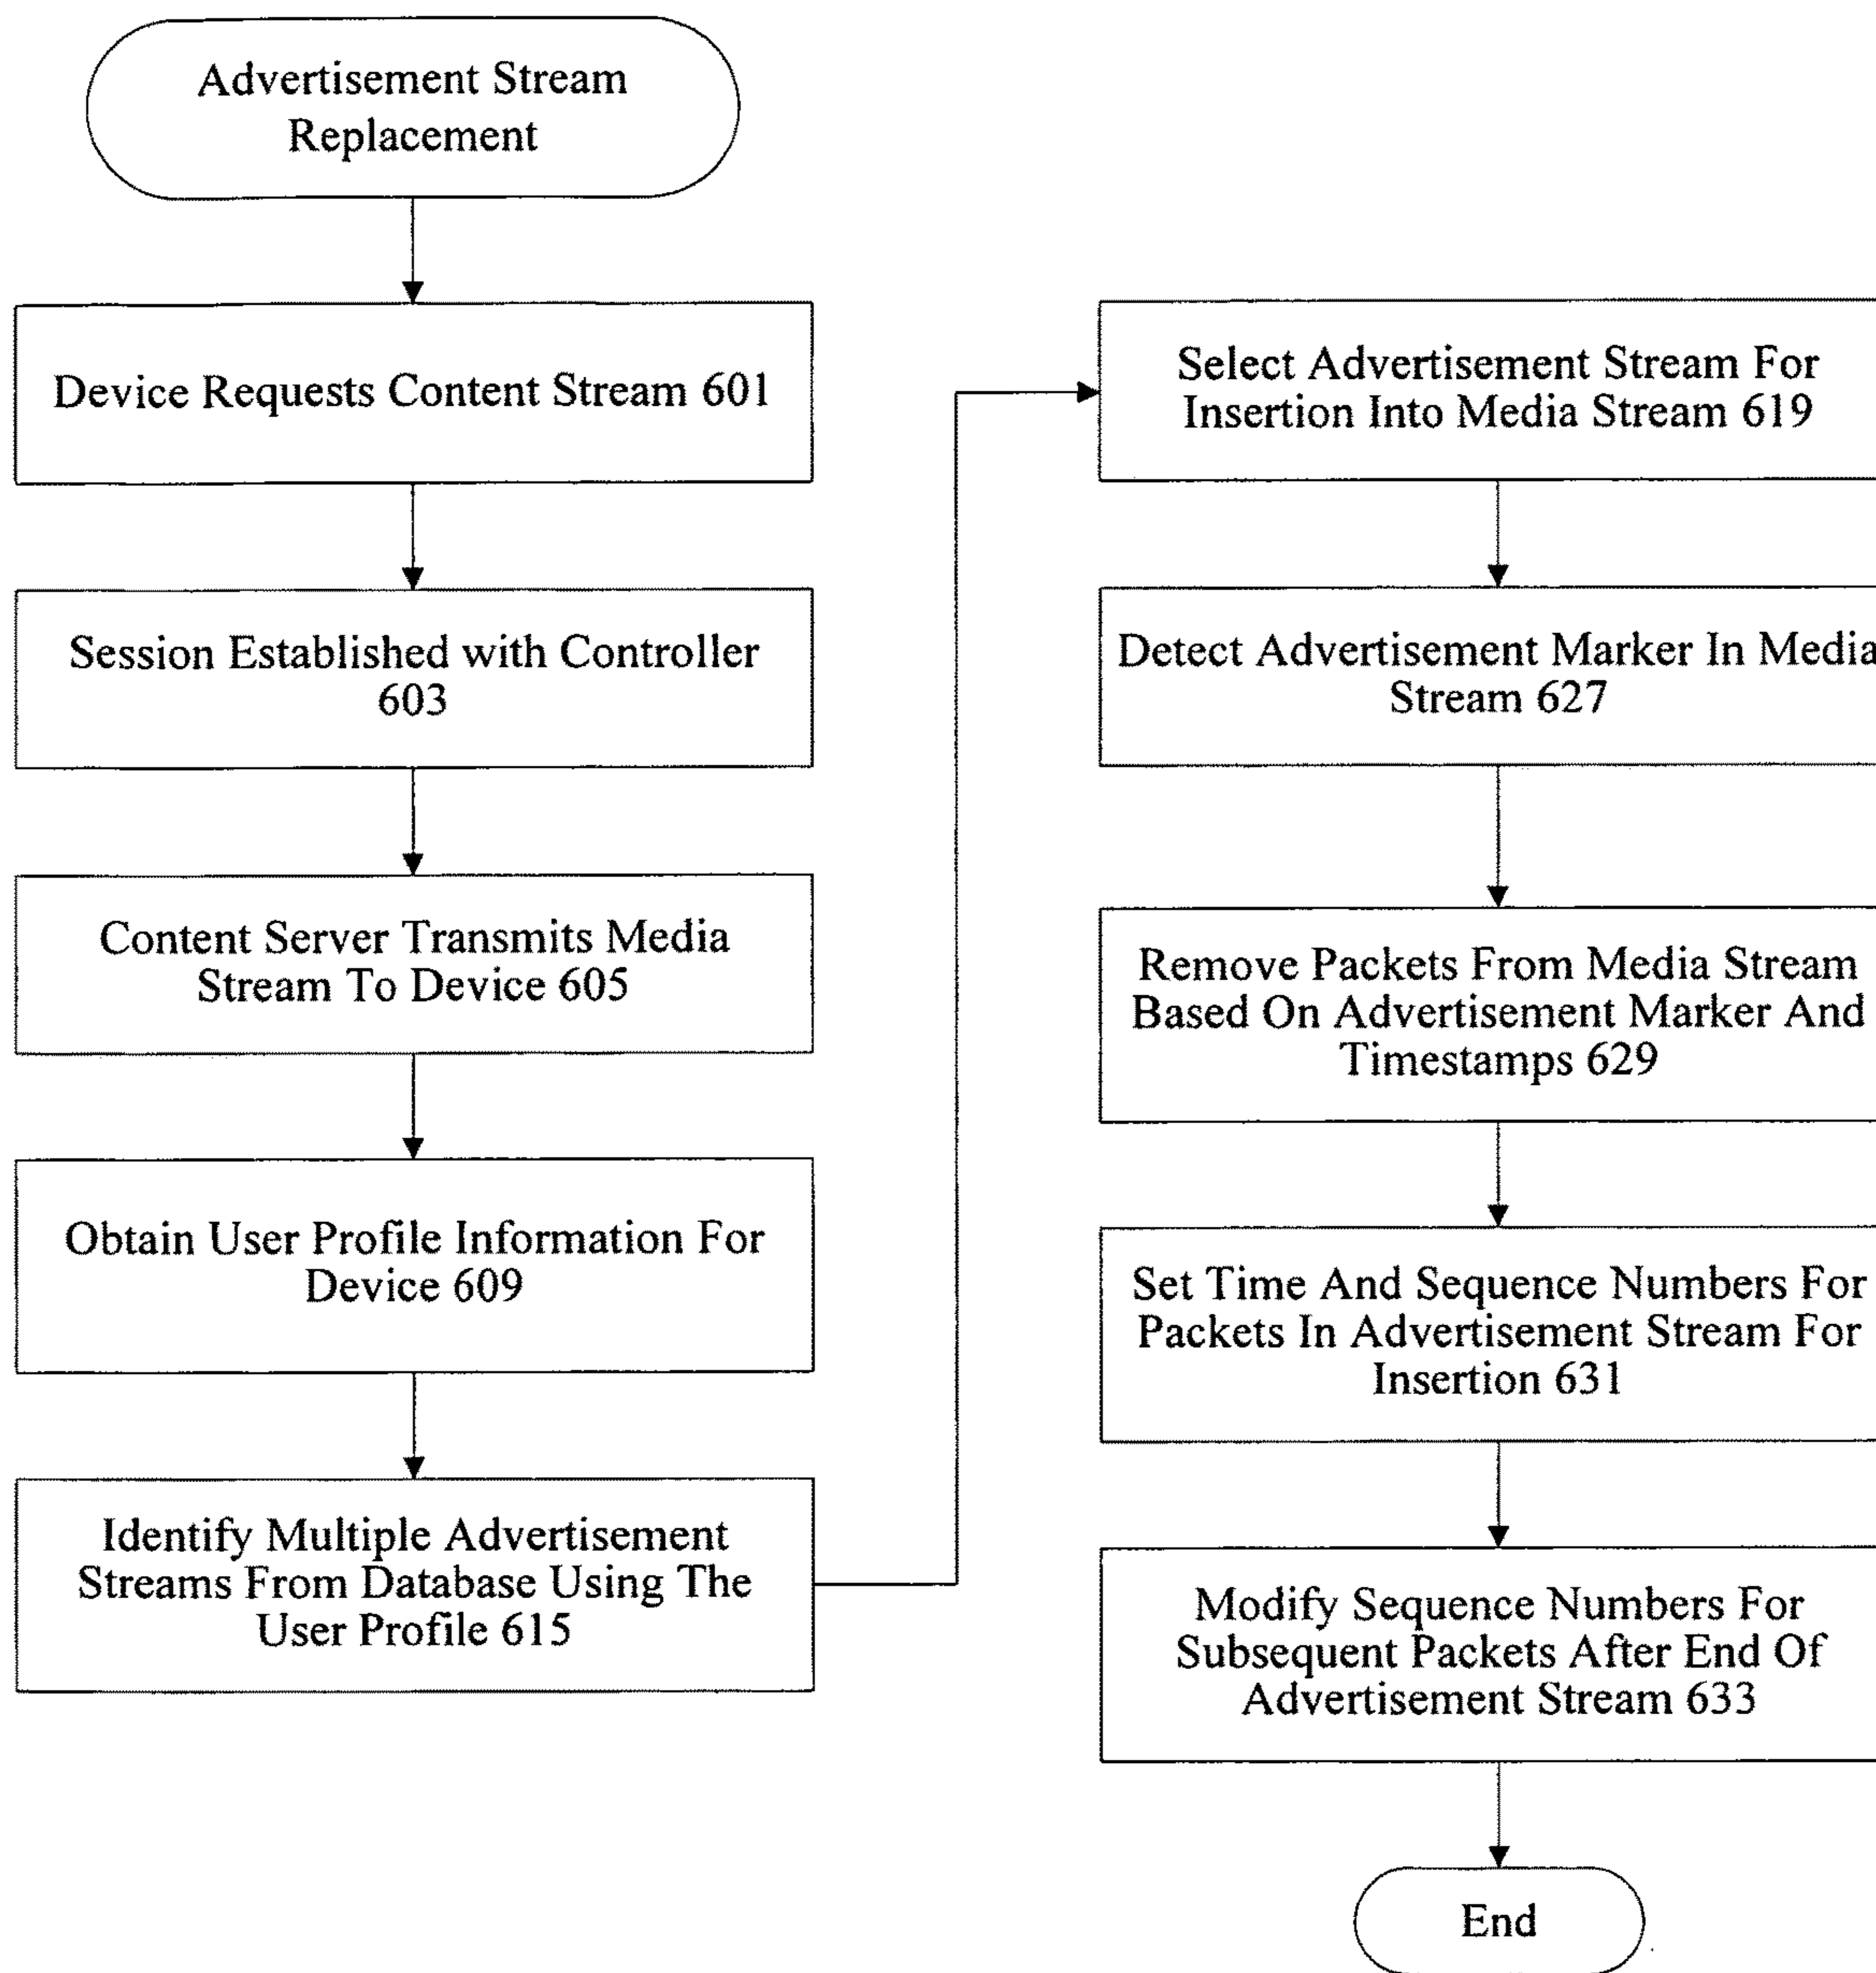 Advertisement Stream
Replacement
Device Requests Content Stream 601
Session Established with Controller
603
Content Server Transmits Media
Stream To Device 605
Obtain User Profile Information For
Device 609
Identify Multiple Advertisement
Streams From Database Using The
User Profile 615
Select Advertisement Stream For
Insertion Into Media Stream 619
Detect Advertisement Marker In Media
Stream 627
Remove Packets From Media Stream
Based On Advertisement Marker And
Timestamps 629
Set Time And Sequence Numbers For
Packets In Advertisement Stream For
Insertion 631
Modify Sequence Numbers For
Subsequent Packets After End Of
Advertisement Stream 633
End